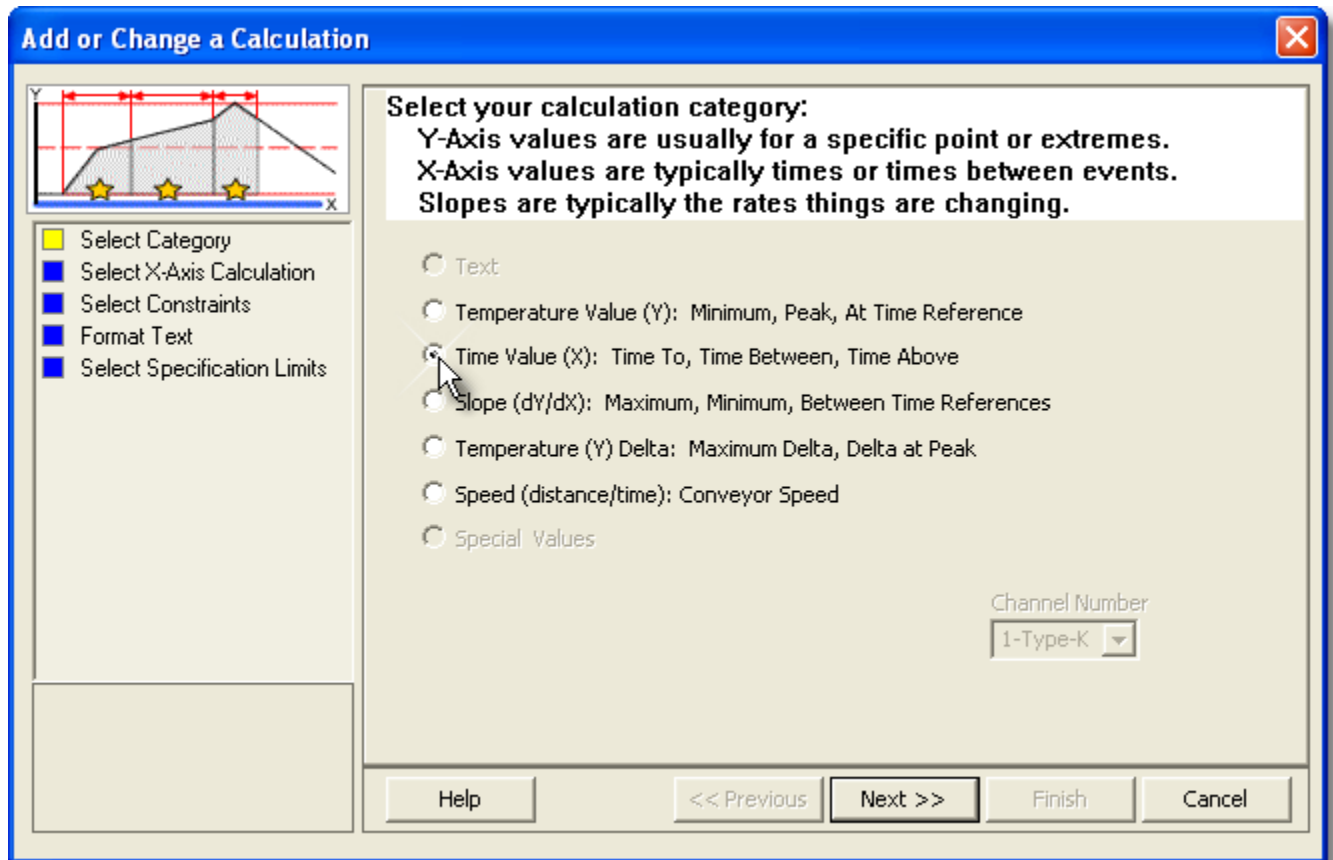 Add or Change a Calculation
Y
X
Select Category
Select X-Axis Calculation
Select Constraints
Format Text
Select Specification Limits
Select your calculation category:
Y-Axis values are usually for a specific point or extremes.
X-Axis values are typically times or times between events.
Slopes are typically the rates things are changing.
Text
Temperature Value (Y): Minimum, Peak, At Time Reference
Time Value (X): Time To, Time Between, Time Above
Slope (dY/dX): Maximum, Minimum, Between Time References
Temperature (Y) Delta: Maximum Delta, Delta at Peak
Speed (distance/time): Conveyor Speed
Special Values
Channel Number
1-Type-K
Help
<< Previous
Next >>
Finish
Cancel